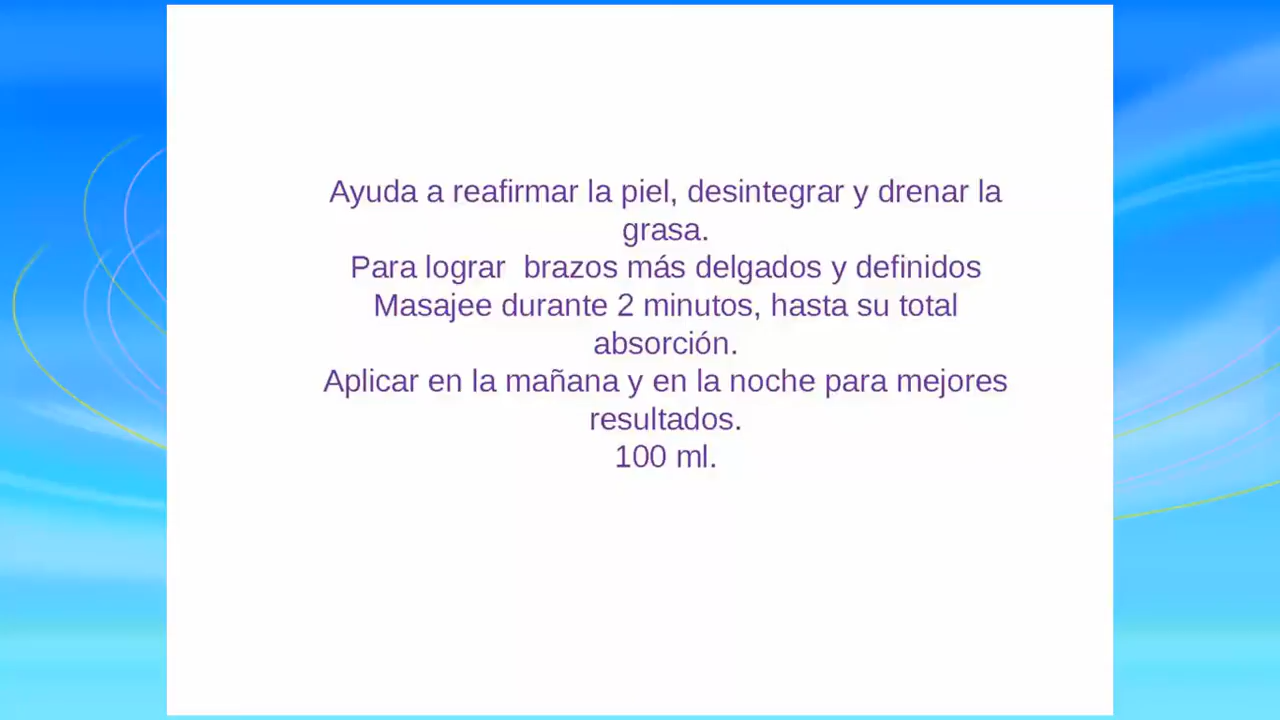 Ayuda a reafirmar la piel, desintegrar y drenar la
grasa.
Para lograr  brazos más delgados y definidos
Masajee durante 2 minutos, hasta su total
absorción.
Aplicar en la mañana y en la noche para mejores
resultados.
100 ml.